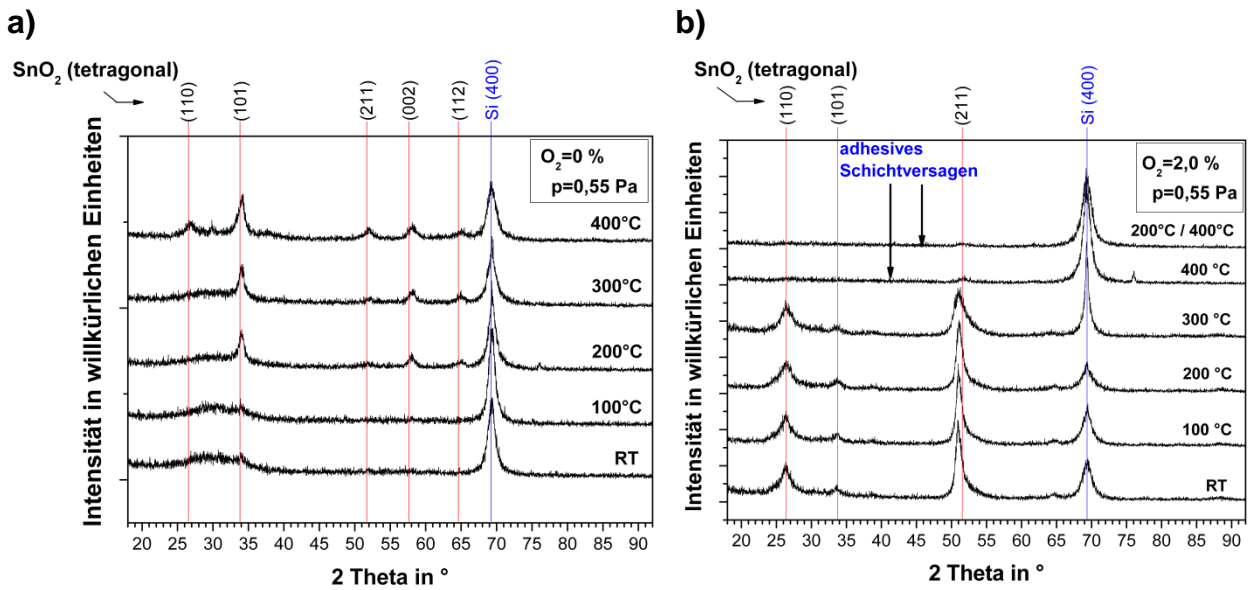 a)
SnO2 (tetragonal)
(110)
(101)
(211)
(002)
(112)
Si (400)
O2=0 %
p=0,55 Pa
400°C
300°C
200°C
100°C
RT
Intensität in willkürlichen Einheiten
20 25 30 35 40 45 50 55 60 65 70 75 80 85 90
2 Theta in °
b)
SnO2 (tetragonal)
(110)
(101)
(211)
Si (400)
adhesives
Schichtversagen
O2=2,0 %
p=0,55 Pa
200°C / 400°C
400 °C
300 °C
200 °C
100 °C
RT
Intensität in willkürlichen Einheiten
20 25 30 35 40 45 50 55 60 65 70 75 80 85 90
2 Theta in °